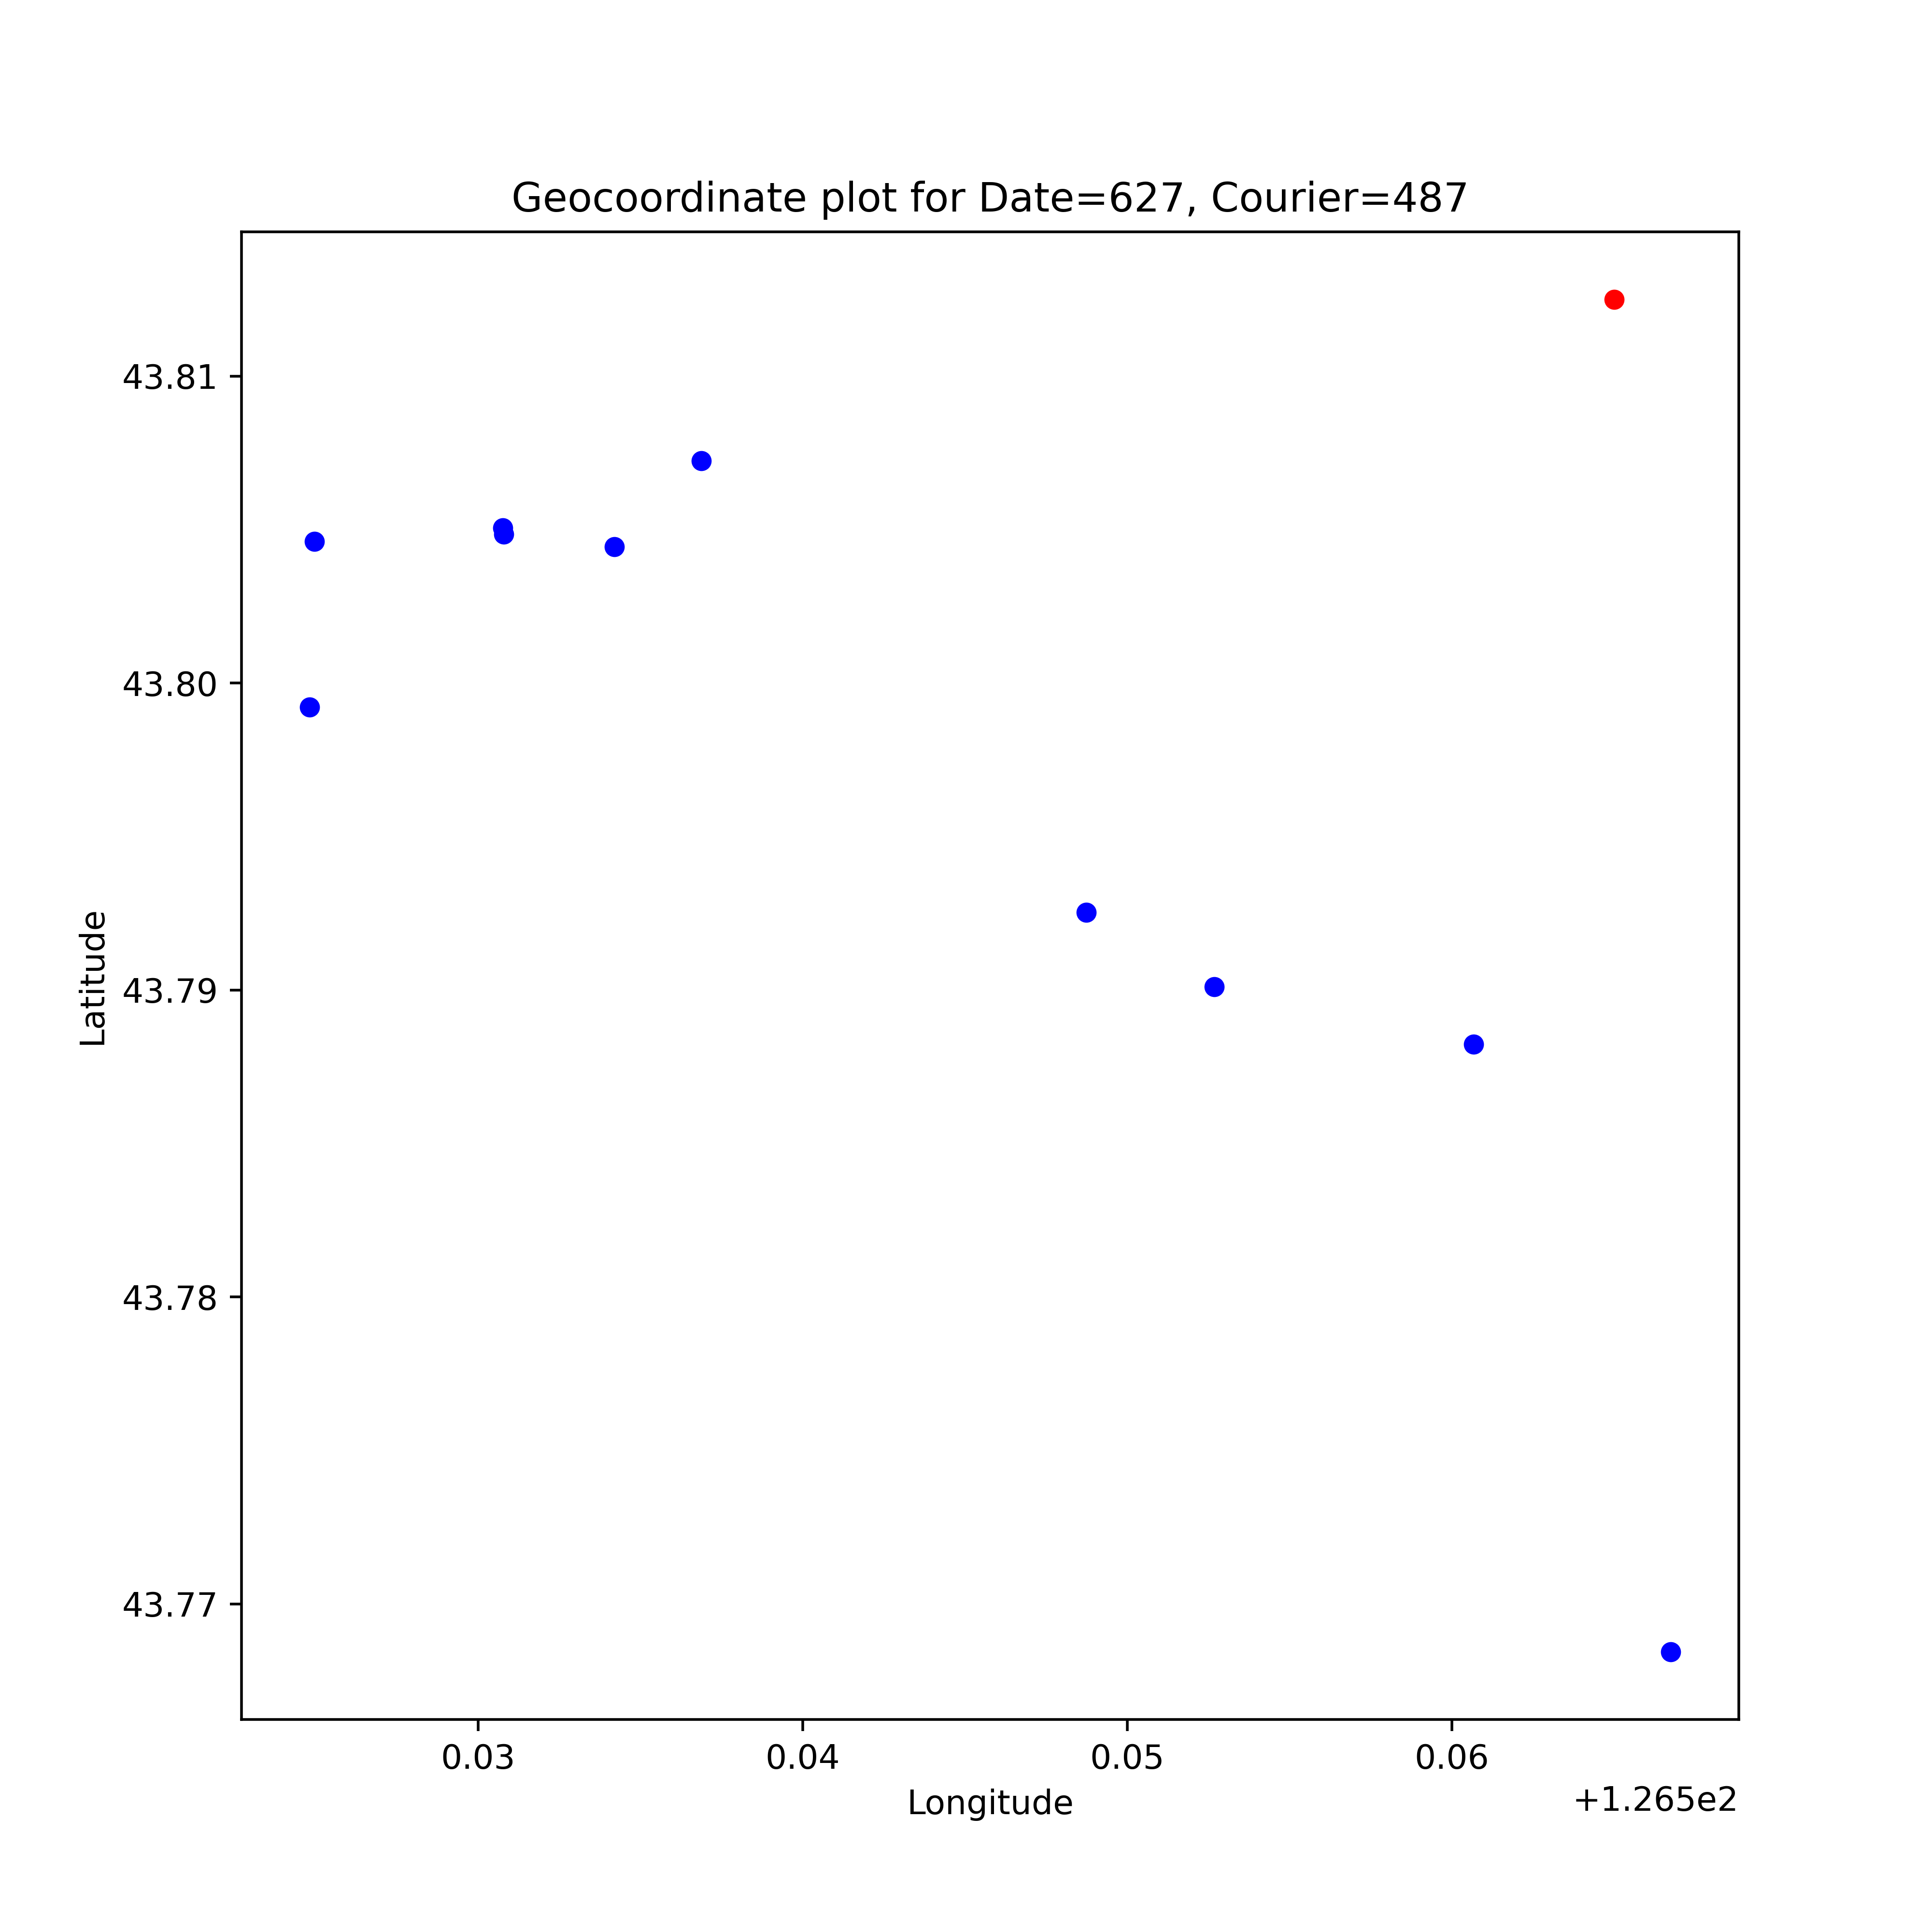 Geocoordinate plot for Date=627, Courier=487
43.81
43.80
43.79
43.78
43.77
Latitude
0.03 0.04 0.05 0.06
Longitude
+1.265e2